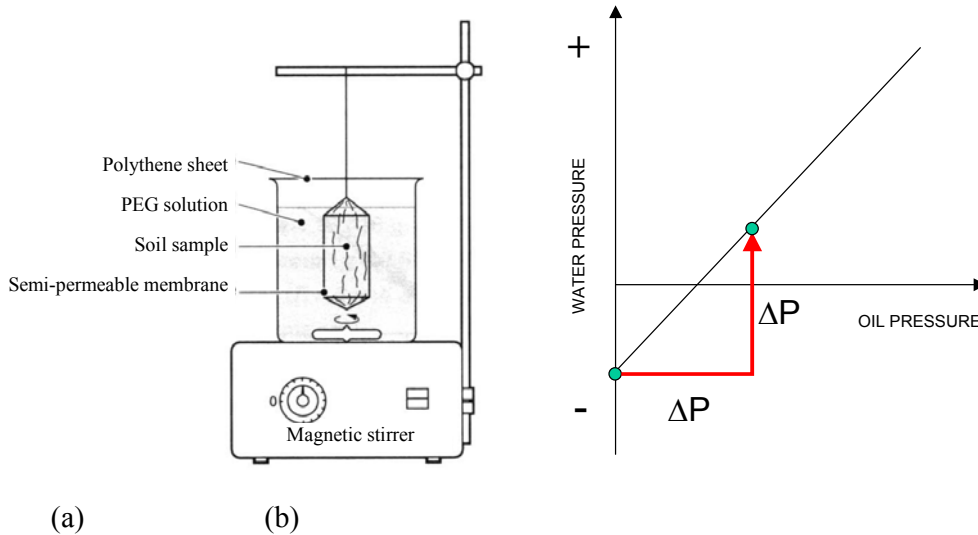 Polythene sheet
PEG solution
Soil sample
Semi-permeable membrane
0
Magnetic stirrer
+
WATER PRESSURE
ΔP
OIL PRESSURE
-
ΔP
(a) (b)